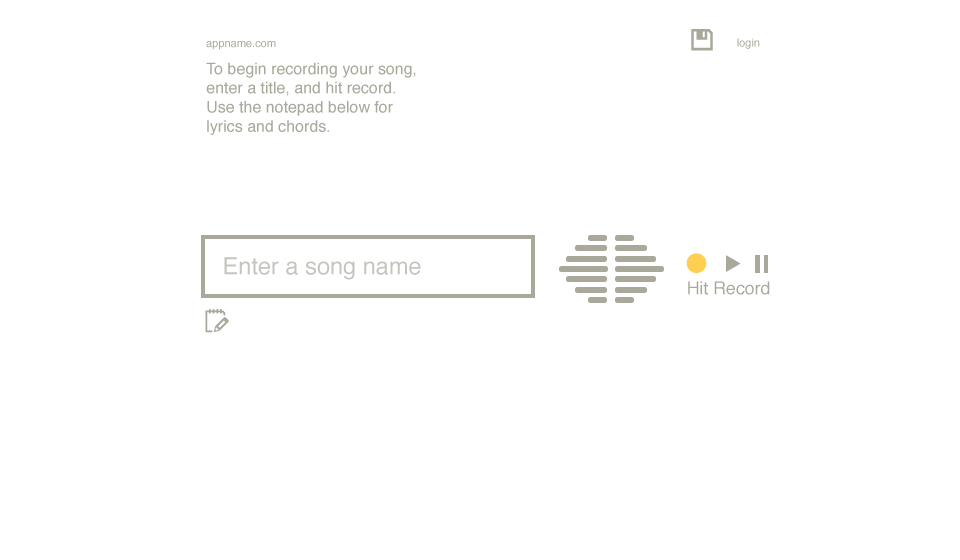 appname.com
login
To begin recording your song,
enter a title, and hit record.
Use the notepad below for
lyrics and chords.
Enter a song name
Hit Record